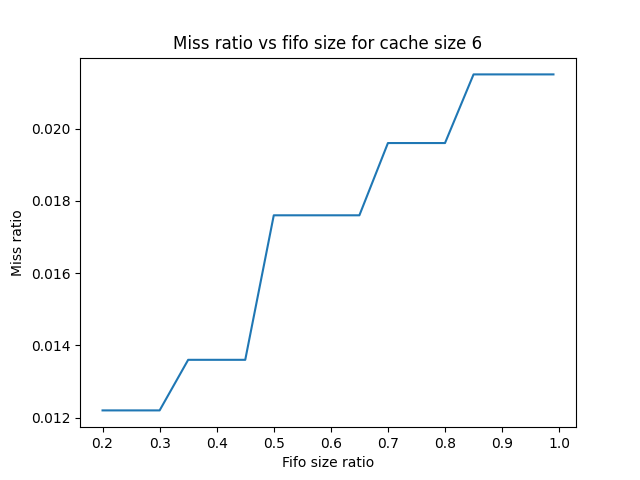 Miss ratio vs fifo size for cache size 6
Miss ratio
0.020
0.018
0.016
0.014
0.012
0.2 0.3 0.4 0.5 0.6 0.7 0.8 0.9 1.0
Fifo size ratio